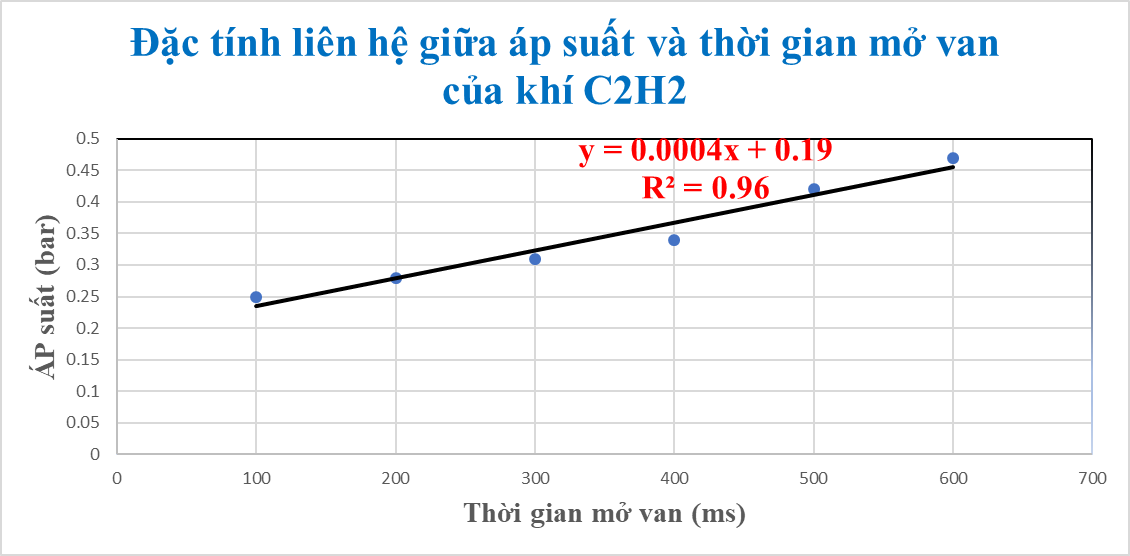 Đặc tính liên hệ giữa áp suất và thời gian mở van
của khí C2H2
y = 0.0004x + 0.19
R² = 0.96
0.5
0.45
0.4
0.35
0.3
0.25
0.2
0.15
0.1
0.05
0
ÁP suất (bar)
0 100 200 300 400 500 600 700
Thời gian mở van (ms)